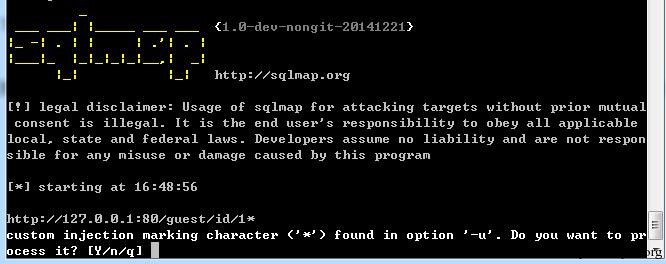 {1.0-dev-nongit-20141221}
http://sqlmap.org
[!] legal disclaimer: Usage of sqlmap for attacking targets without prior mutual
consent is illegal. It is the end user's responsibility to obey all applicable
local, state and federal laws. Developers assume no liability and are not respon
sible for any misuse or damage caused by this program
[*] starting at 16:48:56
http://127.0.0.1:80/guest/id/1*
custom injection marking character ('*') found in option '-u'. Do you want to pr
ocess it? [Y/n/q]